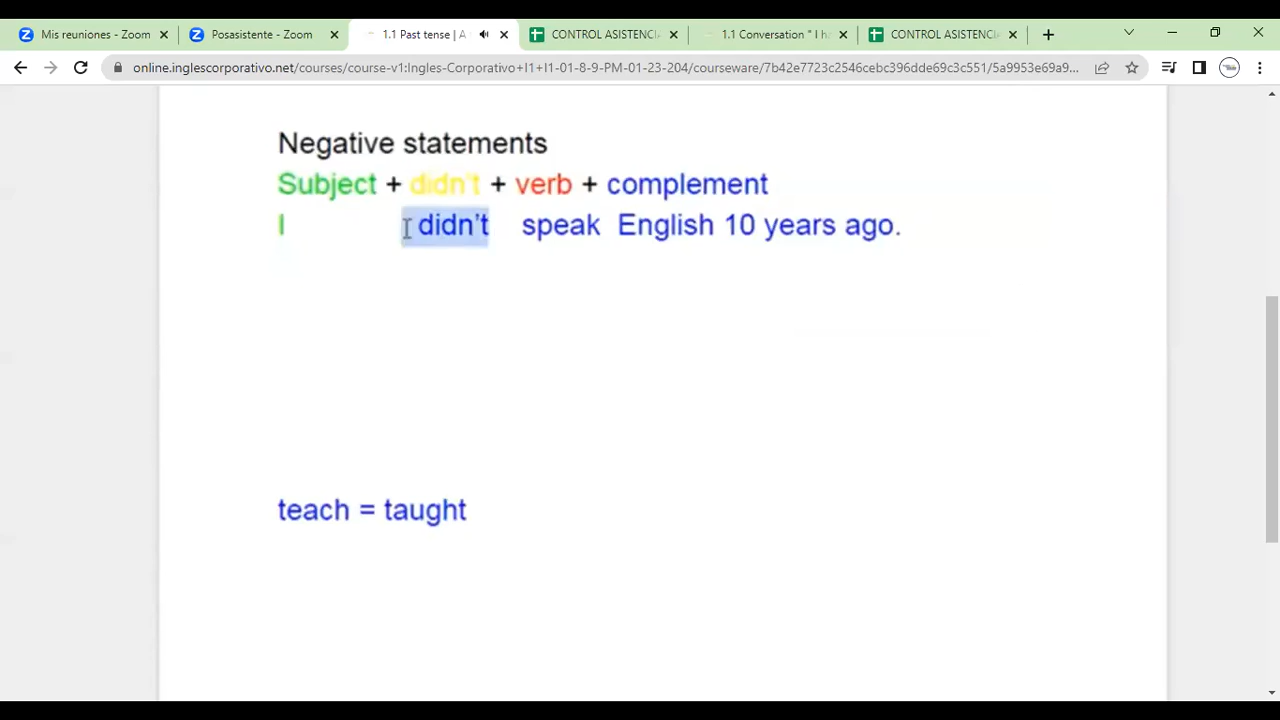 Mis reuniones - Zoom
Posasistente - Zoom
1.1 Past tense | A
CONTROL ASISTENCI
1.1 Conversation " I ha
CONTROL ASISTENCI
online.inglescorporativo.net/courses/course-v1:Ingles-Corporativo+I1+I1-01-8-9-PM-01-23-204/courseware/7b42e7723c2546cebc396dde69c3c551/5a9953e69a9...
Negative statements
Subject + didn't + verb + complement
I didn't speak English 10 years ago.
teach = taught